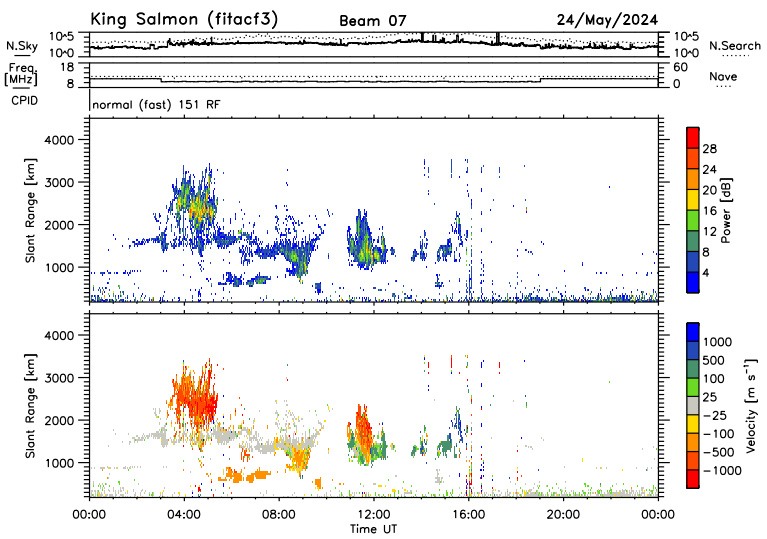 King Salmon (fitacf3) Beam 07 24/May/2024
N.Sky 10^5 10^5 N.Search
10^0 10^0
Freq. 18 60 Nave
[MHz] 8 0
CPID normal (fast) 151 RF
4000
3000
2000
1000
Slant Range [km]
28
24
20
16
12
8
4
Power [dB]
4000
3000
2000
1000
Slant Range [km]
1000
500
100
25
-25
-100
-500
-1000
Velocity [m s^-1]
00:00 04:00 08:00 12:00 16:00 20:00 00:00
Time UT